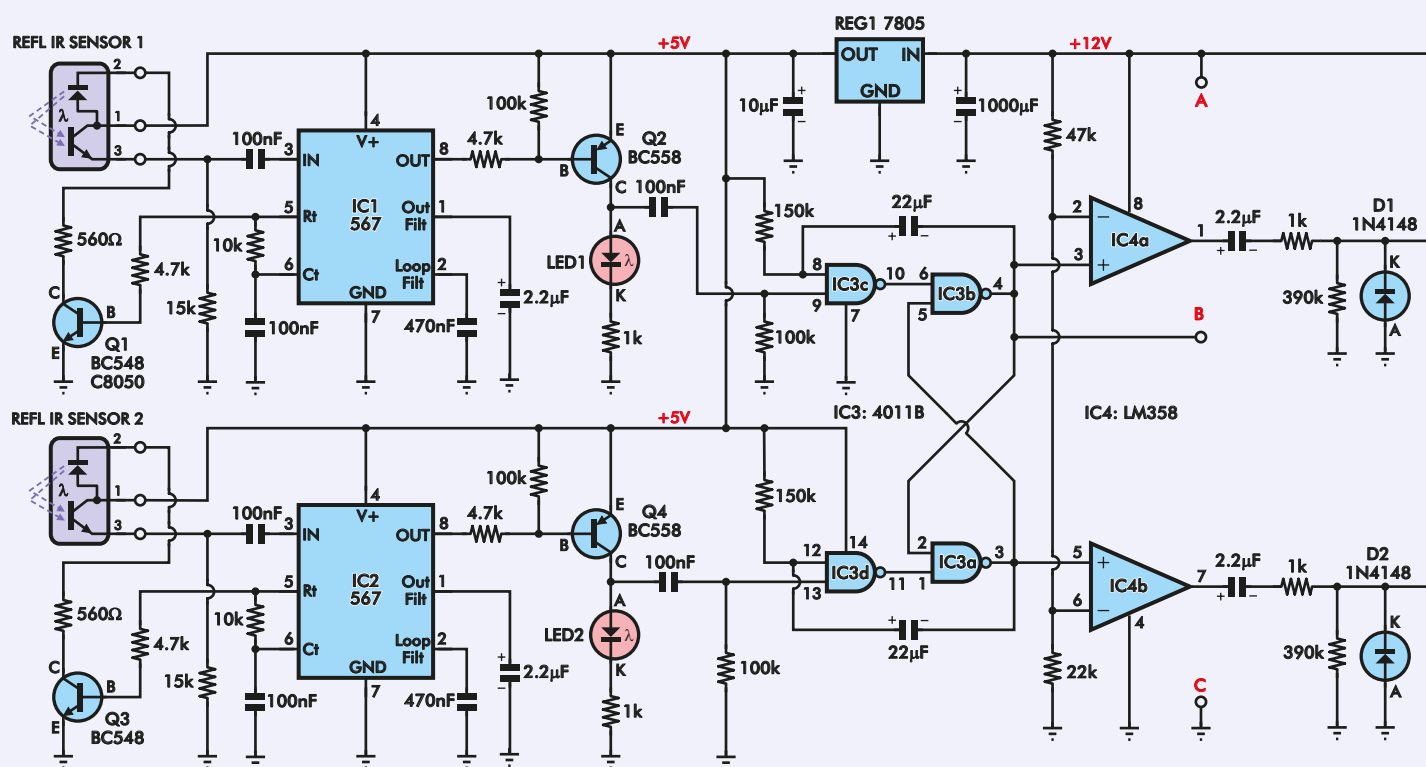 REG1 7805
REFL IR SENSOR 1
+5V
OUT IN
GND
+12V
2
λ
1
3
100k
10µF
+
–
1000µF
+
–
A
47k
100nF
3
IN
4
V+
OUT
8
4.7k
B
E
Q2
BC558
C
100nF
IC1
567
5
Rt
Out
Filt
1
10k
6
Ct
Loop
Filt
2
GND
7
560Ω
4.7k
15k
100nF
470nF
+
–
2.2µF
C
B
E
Q1
BC548
C8050
A
LED1
λ
K
1k
150k
22µF
+
–
8
9
IC3c
10
7
6
5
IC3b
4
100k
2
–
3
+
8
IC4a
1
2.2µF
+
–
1k
D1
1N4148
K
390k
A
B
IC3: 4011B
IC4: LM358
REFL IR SENSOR 2
+5V
2
λ
1
3
100k
100nF
3
IN
4
V+
OUT
8
4.7k
B
E
Q4
BC558
C
100nF
IC2
567
5
Rt
Out
Filt
1
10k
6
Ct
Loop
Filt
2
GND
7
560Ω
4.7k
15k
100nF
470nF
+
–
2.2µF
C
B
E
Q3
BC548
A
LED2
λ
K
1k
150k
12
13
14
IC3d
11
2
1
IC3a
3
+
–
22µF
100k
5
+
6
–
IC4b
7
4
22k
C
2.2µF
+
–
1k
D2
1N4148
K
390k
A